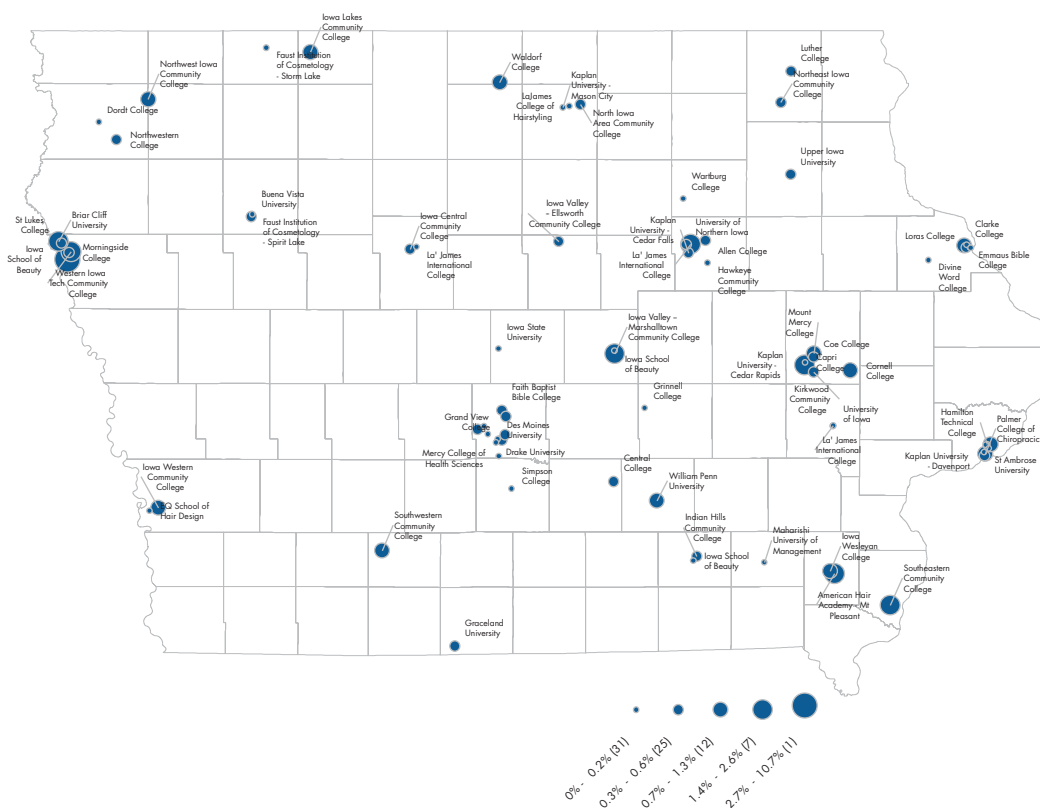 Iowa Lakes
Community
College
Faust Institution
of Cosmetology
- Storm Lake
Northwest Iowa
Community
College
Dordt College
Northwestern
College
Waldorf
College
Kaplan
University -
Mason City
LaJames
College of
Hairstyling
North Iowa
Area Community
College
Luther
College
Northeast Iowa
Community
College
Upper Iowa
University
Wartburg
College
Buena Vista
University
Faust Institution
of Cosmetology
- Spirit Lake
St Lukes
College
Briar Cliff
University
Iowa
School of
Beauty
Morningside
College
Western Iowa
Tech Community
College
Iowa Central
Community
College
La' James
International
College
Iowa Valley
– Ellsworth
Community College
Kaplan
University -
Cedar Falls
University of
Northern Iowa
Allen College
La' James
International
College
Hawkeye
Community
College
Clarke
College
Loras College
Emmaus Bible
College
Divine
Word
College
Iowa State
University
Iowa Valley –
Marshalltown
Community College
Iowa School
of Beauty
Mount
Mercy
College
Coe College
Capri
College
Kaplan
University -
Cedar Rapids
Cornell
College
Kirkwood
Community
College
University
of Iowa
La' James
International
College
Grinnell
College
Faith Baptist
Bible College
Grand View
College
Des Moines
University
Mercy College of
Health Sciences
Drake University
Simpson
College
Central
College
William Penn
University
Hamilton
Technical
College
Palmer
College of
Chiropractic
Kaplan University
- Davenport
St Ambrose
University
Iowa Western
Community
College
EQ School of
Hair Design
Southwestern
Community
College
Indian Hills
Community
College
Iowa School
of Beauty
Maharishi
University of
Management
Iowa
Wesleyan
College
American Hair
Academy - Mt
Pleasant
Southeastern
Community
College
Graceland
University
0% - 0.2% (31)
0.3% - 0.6% (25)
0.7% - 1.3% (12)
1.4% - 2.6% (7)
2.7% - 10.7% (1)